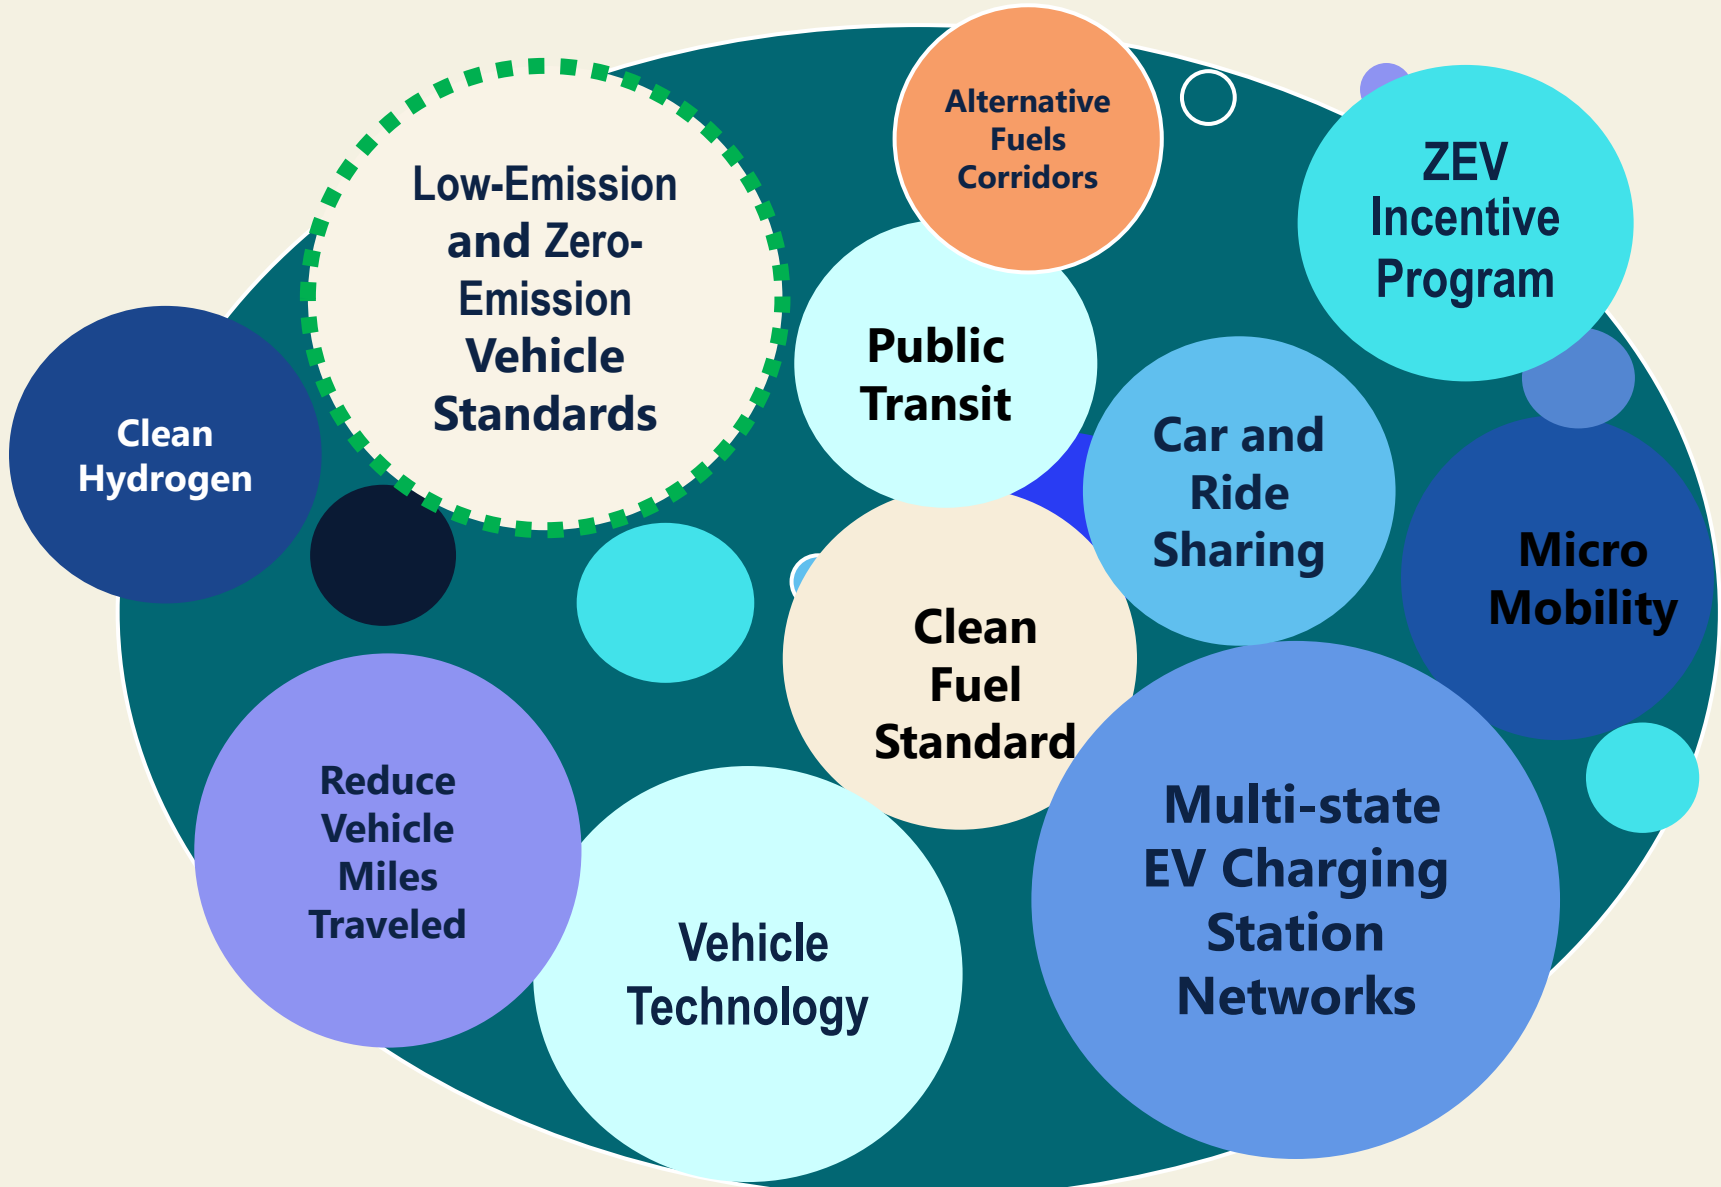 Alternative
Fuels
Corridors
Low-Emission
and Zero-
Emission
Vehicle
Standards
ZEV
Incentive
Program
Public
Transit
Clean
Hydrogen
Car and
Ride
Sharing
Micro
Mobility
Clean
Fuel
Standard
Reduce
Vehicle
Miles
Traveled
Multi-state
EV Charging
Station
Networks
Vehicle
Technology